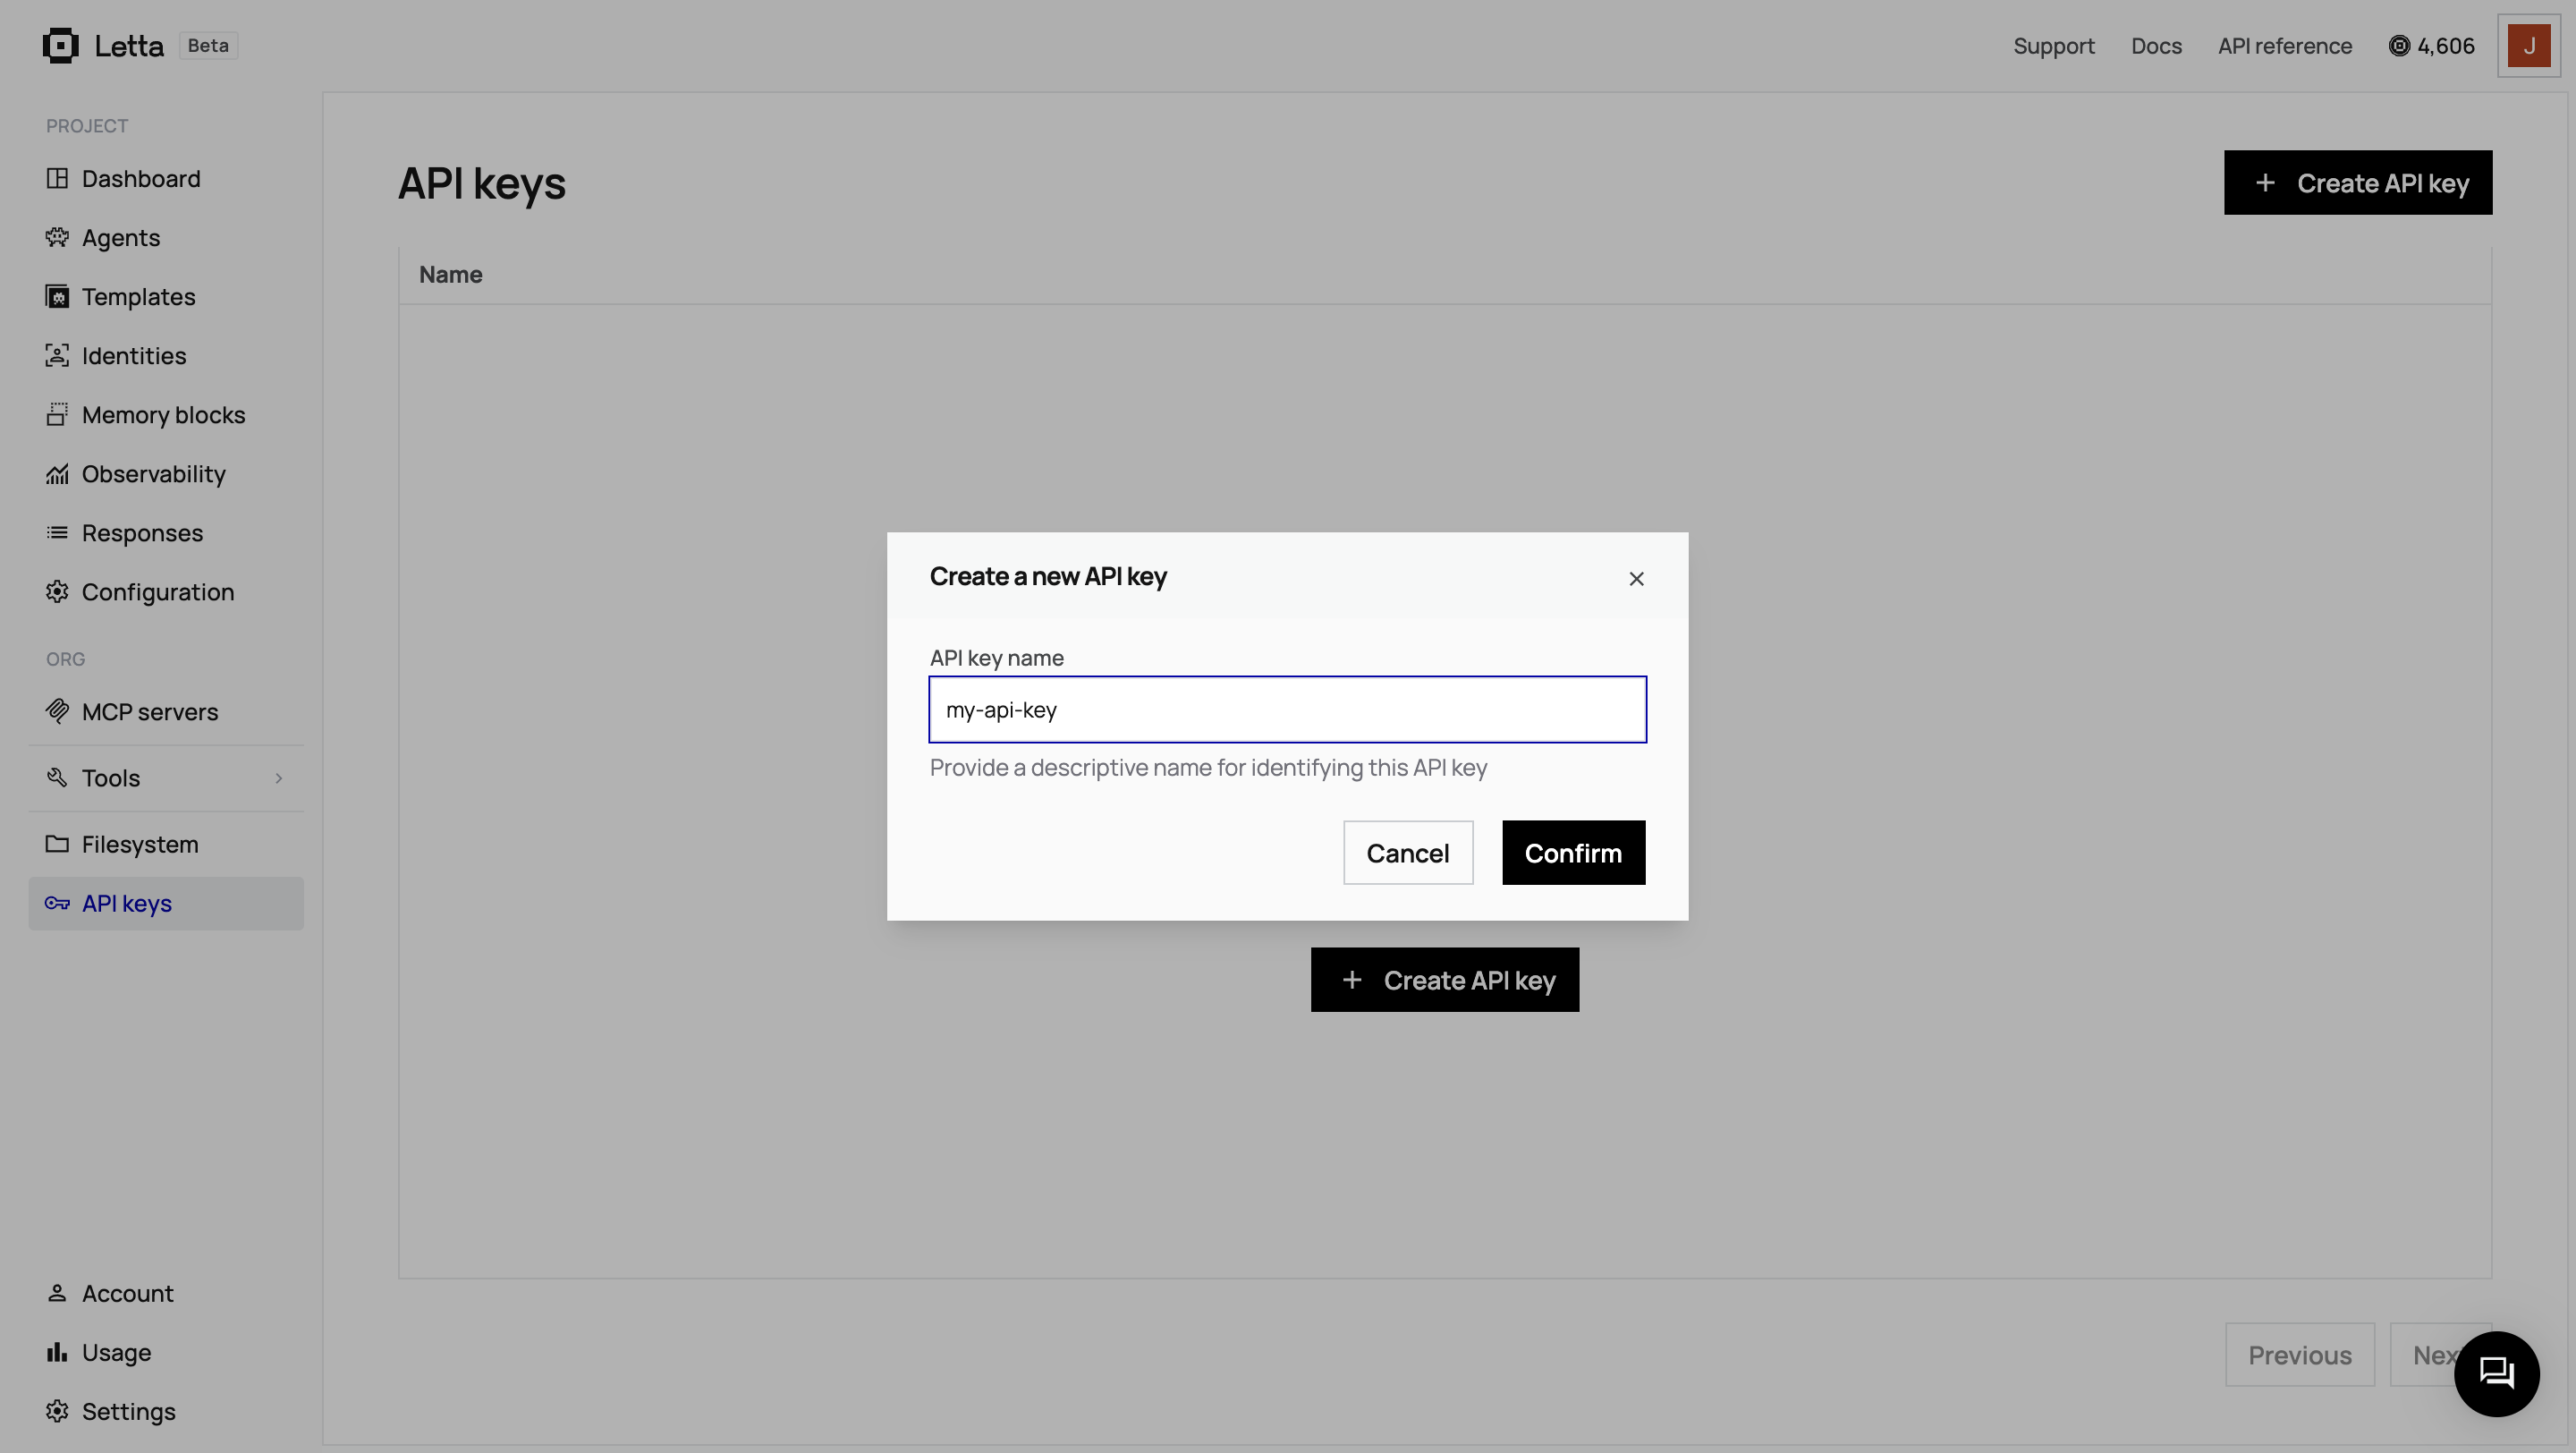 Letta Beta
Support Docs API reference 4,606 J
PROJECT
Dashboard
Agents
Templates
Identities
Memory blocks
Observability
Responses
Configuration
ORG
MCP servers
Tools
Filesystem
API keys
Account
Usage
Settings
API keys
Create API key
Name
Create a new API key
API key name
my-api-key
Provide a descriptive name for identifying this API key
Cancel Confirm
Create API key
Previous